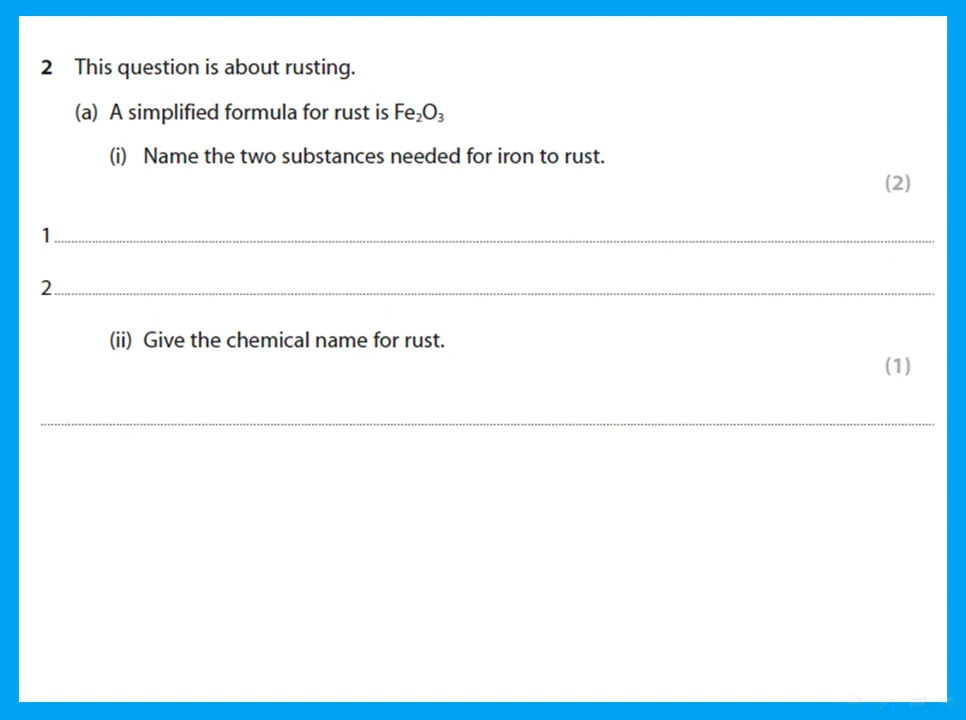 2 This question is about rusting.
(a) A simplified formula for rust is Fe₂O₃
(i) Name the two substances needed for iron to rust.
(2)
1
2
(ii) Give the chemical name for rust.
(1)